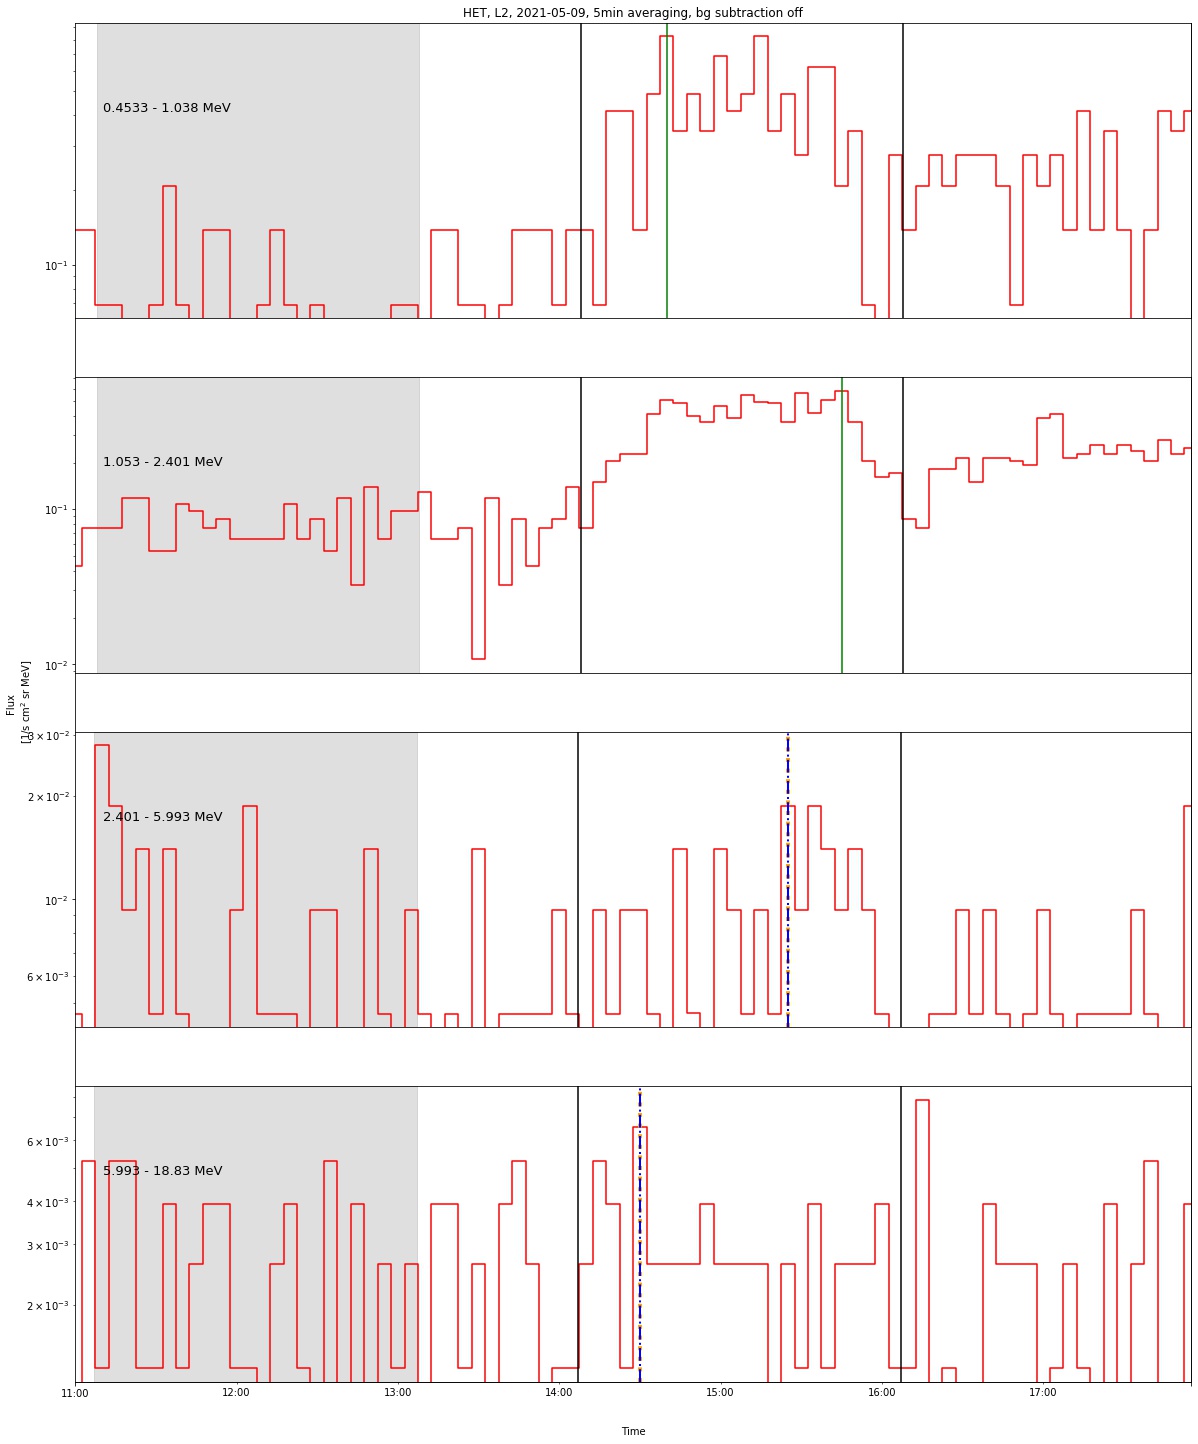 HET, L2, 2021-05-09, 5min averaging, bg subtraction off
0.4533 - 1.038 MeV
10⁻¹
1.053 - 2.401 MeV
10⁻¹
10⁻²
Flux
[1/s cm² sr MeV]
3 × 10⁻²
2 × 10⁻²
2.401 - 5.993 MeV
10⁻²
6 × 10⁻³
6 × 10⁻³
5.993 - 18.83 MeV
4 × 10⁻³
3 × 10⁻³
2 × 10⁻³
11:00 12:00 13:00 14:00 15:00 16:00 17:00
Time